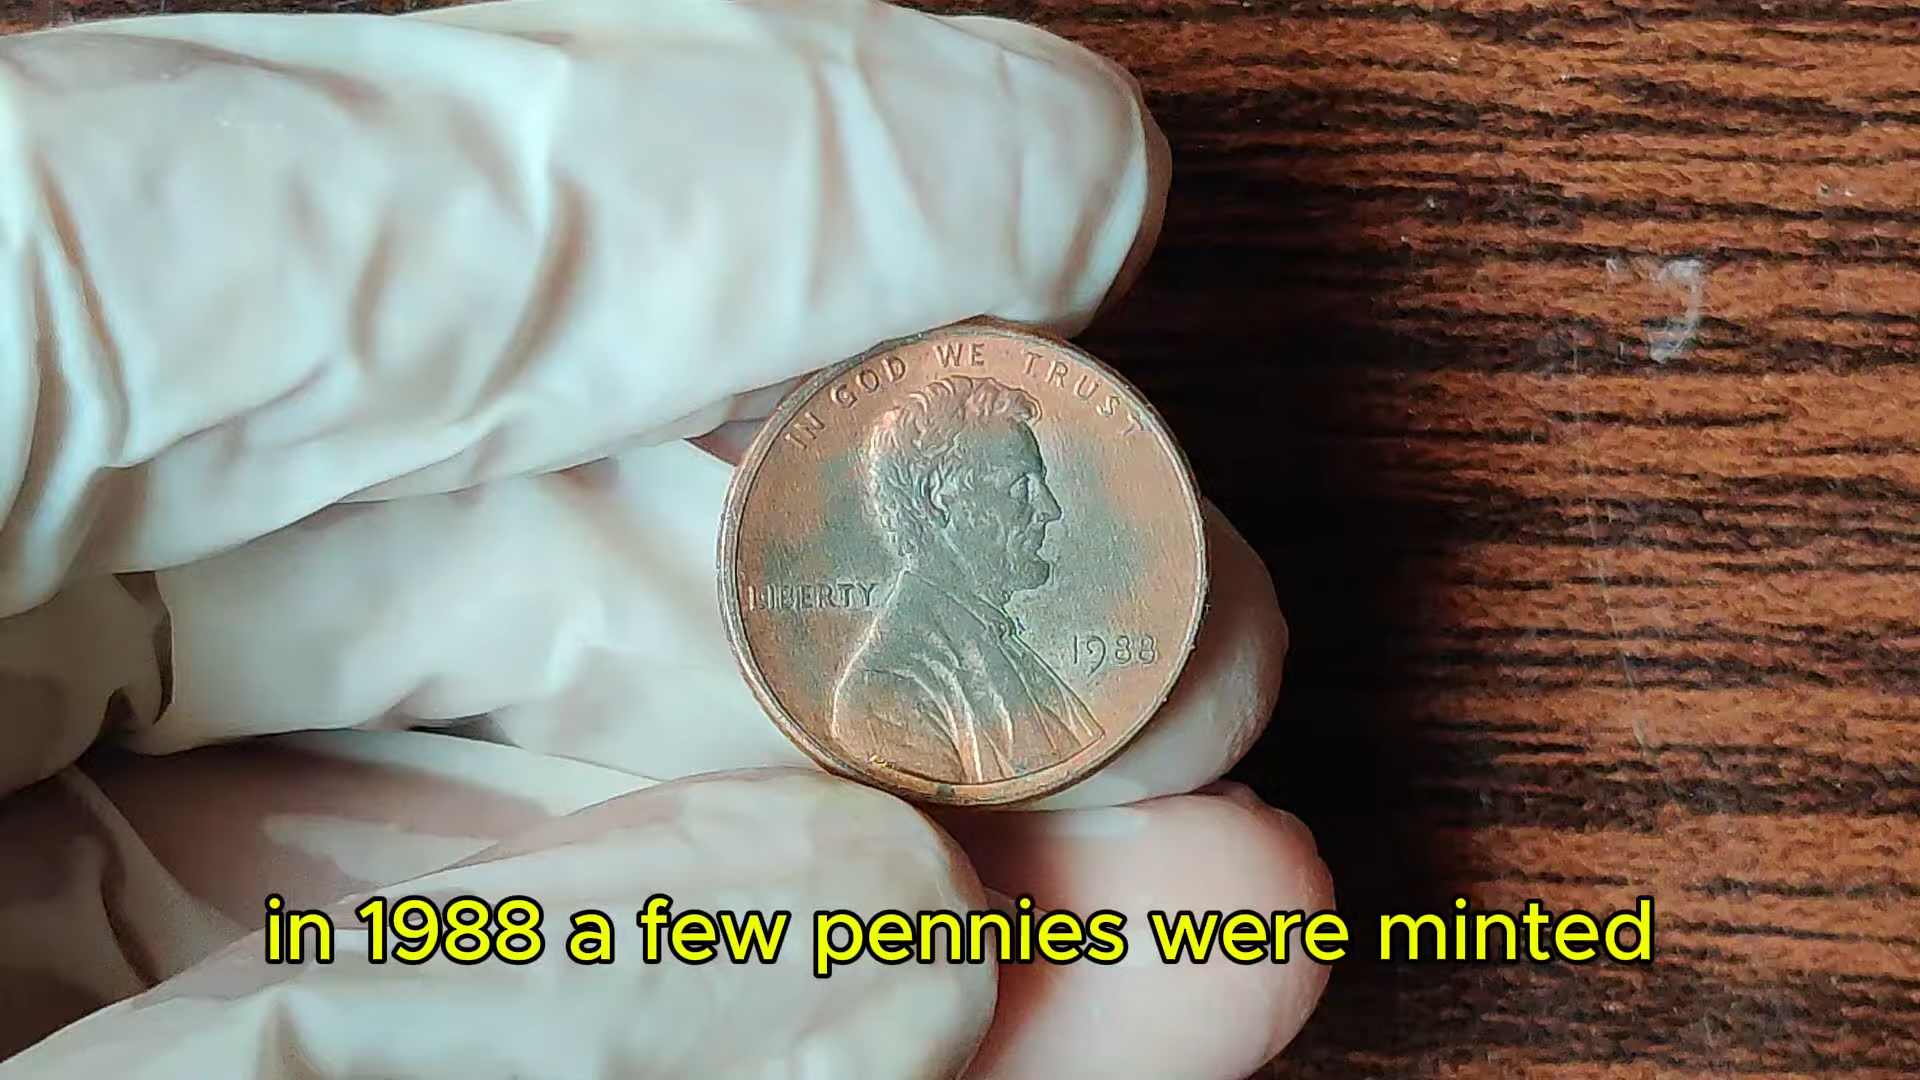 IN GOD WE TRUST
LIBERTY
1988
in 1988 a few pennies were minted